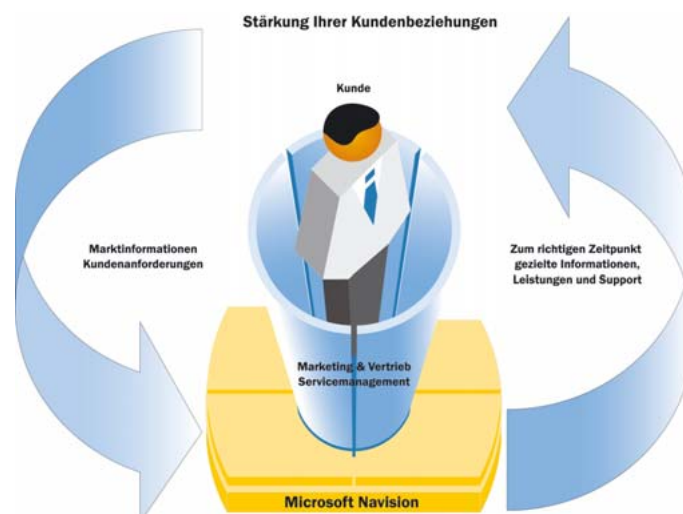 Stärkung Ihrer Kundenbeziehungen
Kunde
Marktinformationen
Kundenanforderungen
Zum richtigen Zeitpunkt
gezielte Informationen,
Leistungen und Support
Marketing & Vertrieb
Servicemanagement
Microsoft Navision